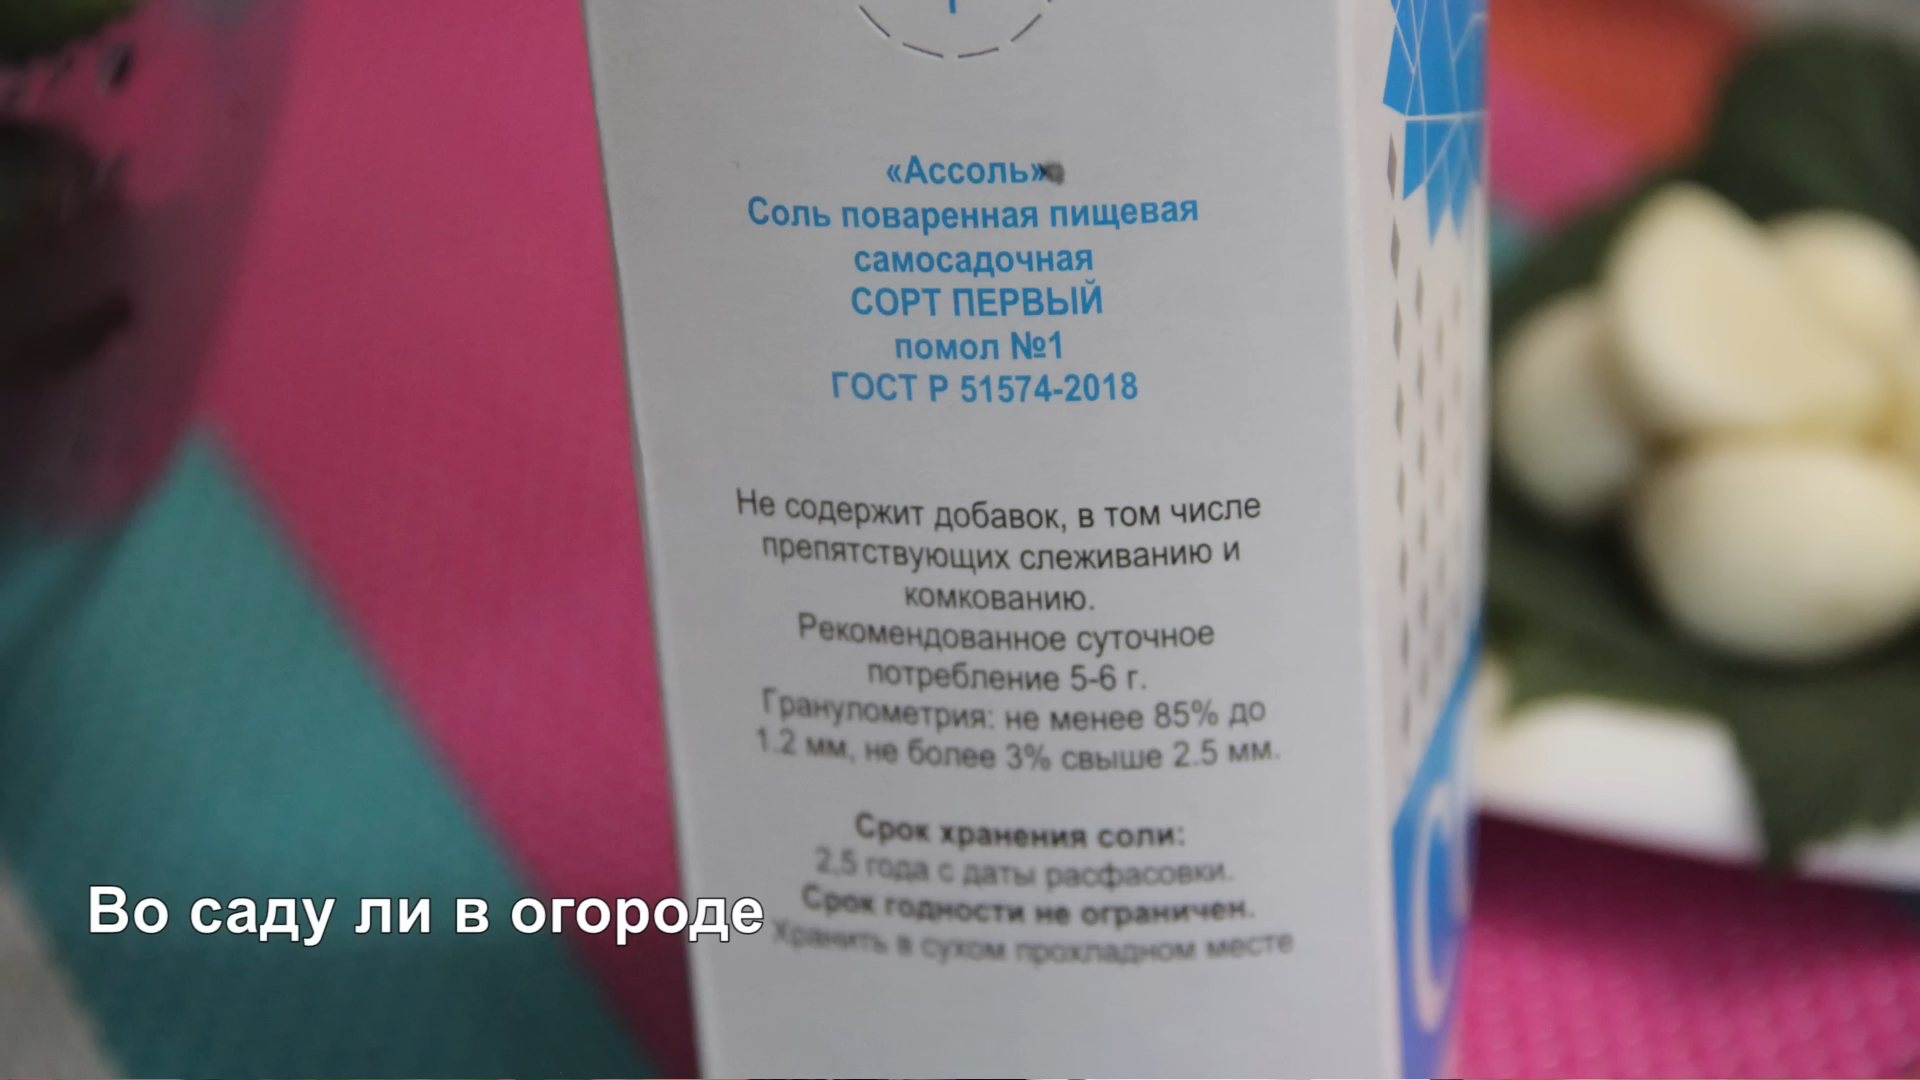 «Ассоль»
Соль поваренная пищевая
самосадочная
СОРТ ПЕРВЫЙ
помол №1
ГОСТ Р 51574-2018
Не содержит добавок, в том числе
препятствующих слеживанию и
комкованию.
Рекомендованное суточное
потребление 5-6 г.
Гранулометрия: не менее 85% до
1.2 мм, не более 3% свыше 2.5 мм.
Срок хранения соли:
2,5 года с даты расфасовки.
Срок годности не ограничен.
Хранить в сухом прохладном месте
Во саду ли в огороде